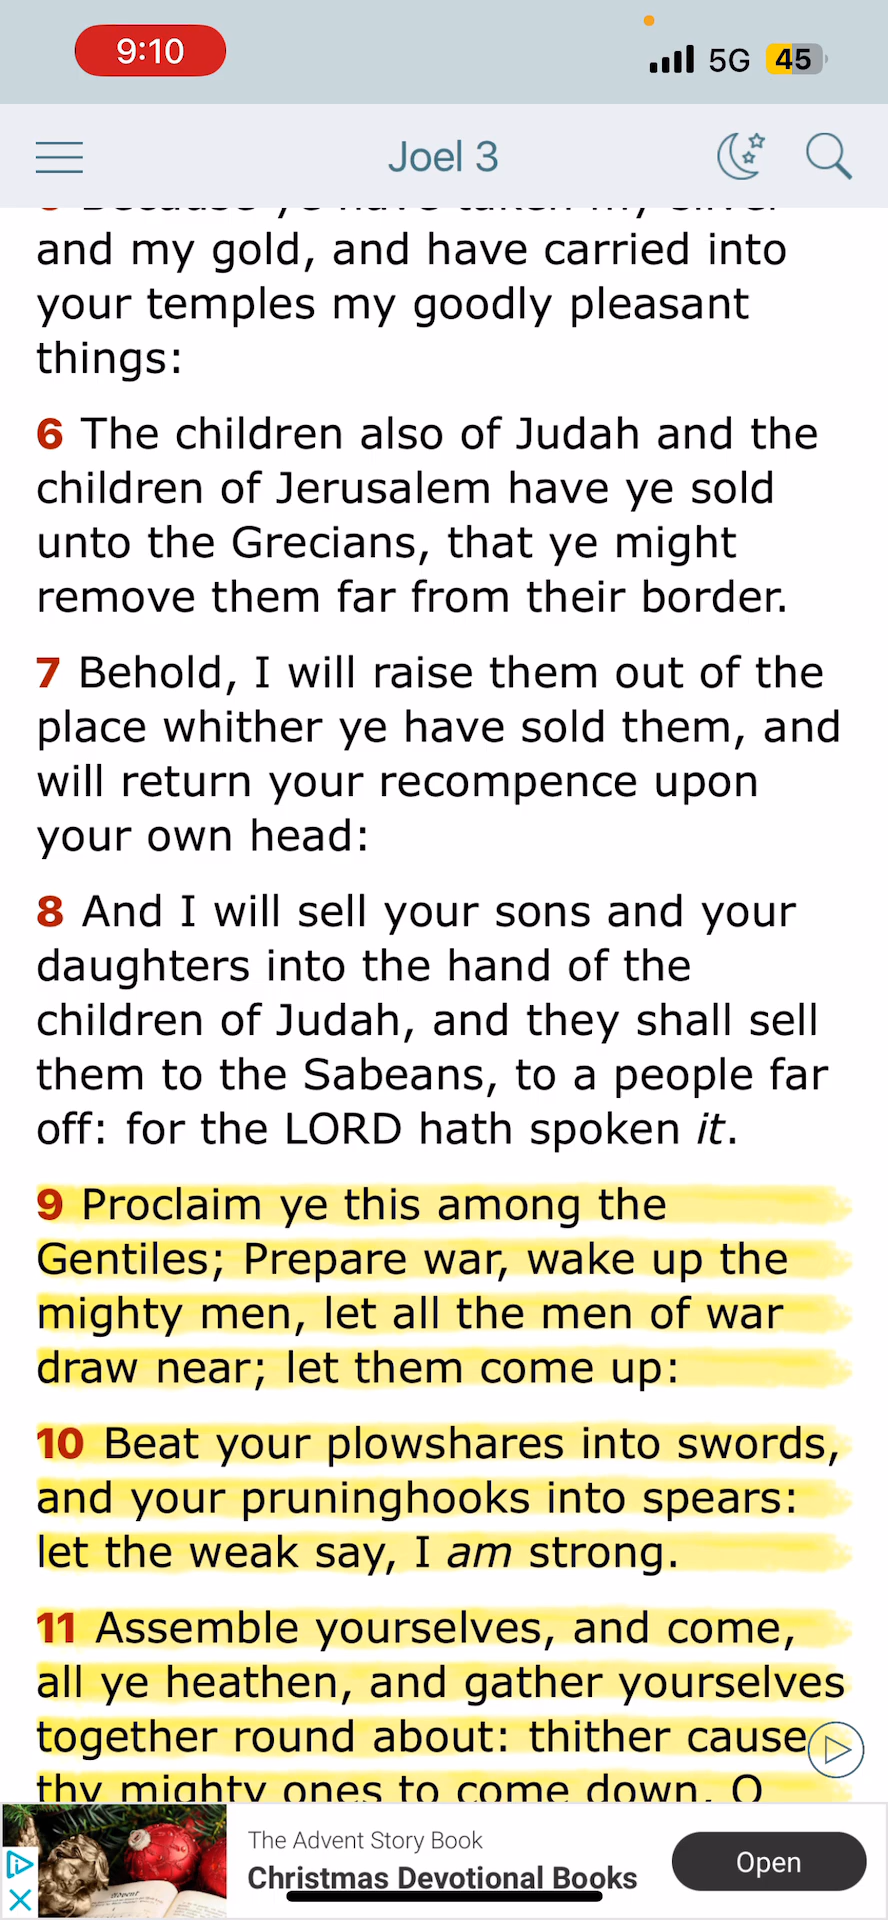 9:10
5G 45
Joel 3
and my gold, and have carried into
your temples my goodly pleasant
things:
6 The children also of Judah and the
children of Jerusalem have ye sold
unto the Grecians, that ye might
remove them far from their border.
7 Behold, I will raise them out of the
place whither ye have sold them, and
will return your recompence upon
your own head:
8 And I will sell your sons and your
daughters into the hand of the
children of Judah, and they shall sell
them to the Sabeans, to a people far
off: for the LORD hath spoken it.
9 Proclaim ye this among the
Gentiles; Prepare war, wake up the
mighty men, let all the men of war
draw near; let them come up:
10 Beat your plowshares into swords,
and your pruninghooks into spears:
let the weak say, I am strong.
11 Assemble yourselves, and come,
all ye heathen, and gather yourselves
together round about: thither cause
thy mighty ones to come down, O
The Advent Story Book
Christmas Devotional Books
Open